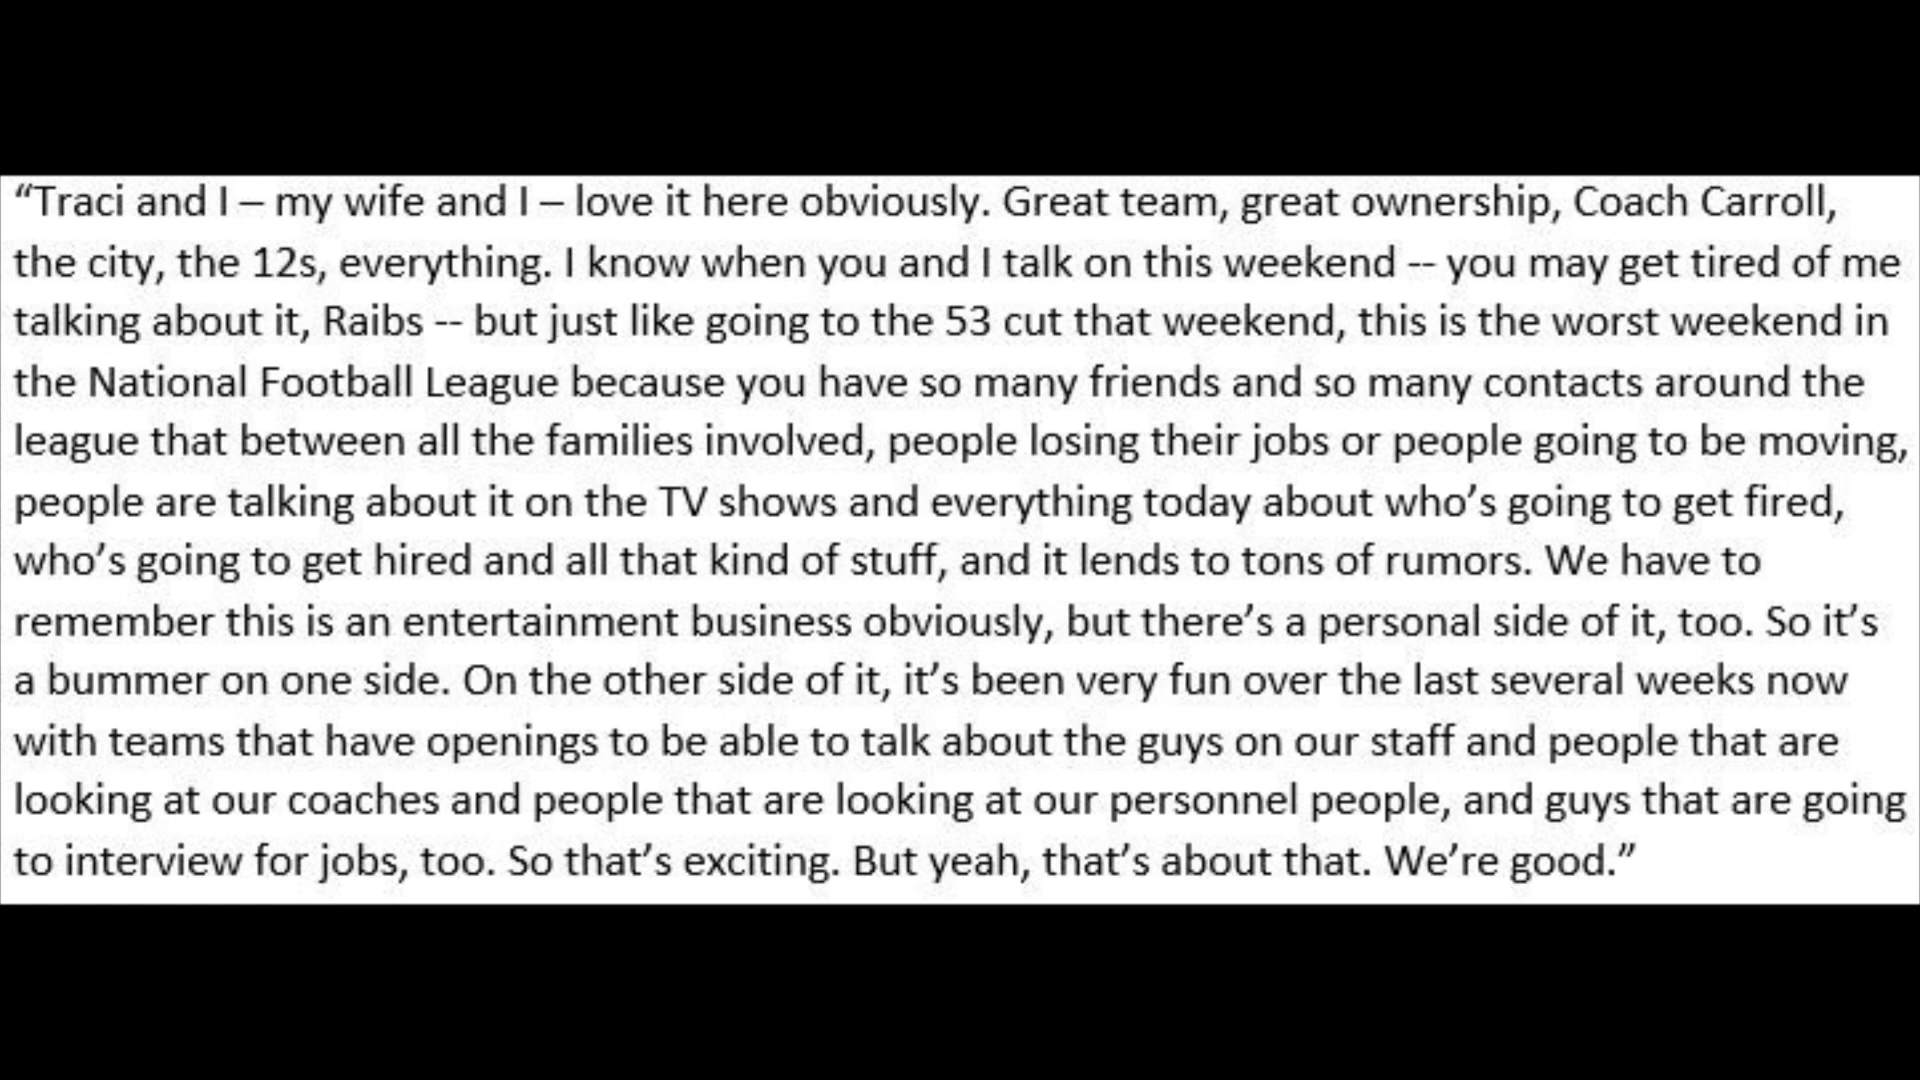 “Traci and I – my wife and I – love it here obviously. Great team, great ownership, Coach Carroll,
the city, the 12s, everything. I know when you and I talk on this weekend -- you may get tired of me
talking about it, Raibs -- but just like going to the 53 cut that weekend, this is the worst weekend in
the National Football League because you have so many friends and so many contacts around the
league that between all the families involved, people losing their jobs or people going to be moving,
people are talking about it on the TV shows and everything today about who’s going to get fired,
who’s going to get hired and all that kind of stuff, and it lends to tons of rumors. We have to
remember this is an entertainment business obviously, but there’s a personal side of it, too. So it’s
a bummer on one side. On the other side of it, it’s been very fun over the last several weeks now
with teams that have openings to be able to talk about the guys on our staff and people that are
looking at our coaches and people that are looking at our personnel people, and guys that are going
to interview for jobs, too. So that’s exciting. But yeah, that’s about that. We’re good.”